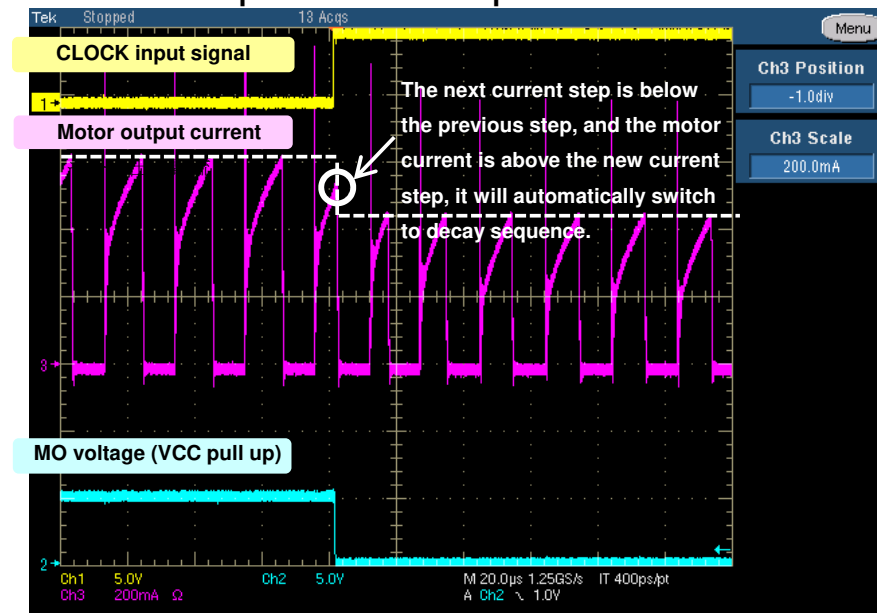 Tek Stopped 13 Acqs
Menu
CLOCK input signal
Ch3 Position
-1.0div
1
The next current step is below
the previous step, and the motor
current is above the new current
step, it will automatically switch
to decay sequence.
Motor output current
Ch3 Scale
200.0mA
3
MO voltage (VCC pull up)
2
Ch1 5.0V Ch2 5.0V M 20.0µs 1.25GS/s IT 400ps/pt
Ch3 200mA Ω A Ch2 1.0V